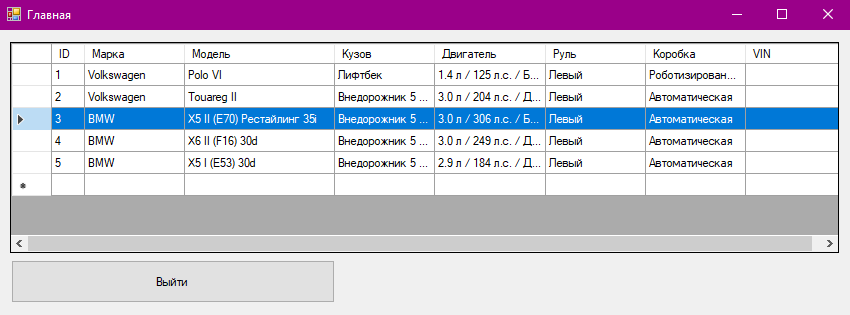 Главная
ID Марка Модель Кузов Двигатель Руль Коробка VIN
1 Volkswagen Polo VI Лифтбек 1.4 л / 125 л.с. / Б... Левый Роботизирован...
2 Volkswagen Touareg II Внедорожник 5 ... 3.0 л / 204 л.с. / Д... Левый Автоматическая
3 BMW X5 II (E70) Рестайлинг 35i Внедорожник 5 ... 3.0 л / 306 л.с. / Б... Левый Автоматическая
4 BMW X6 II (F16) 30d Внедорожник 5 ... 3.0 л / 249 л.с. / Д... Левый Автоматическая
5 BMW X5 I (E53) 30d Внедорожник 5 ... 2.9 л / 184 л.с. / Д... Левый Автоматическая
Выйти